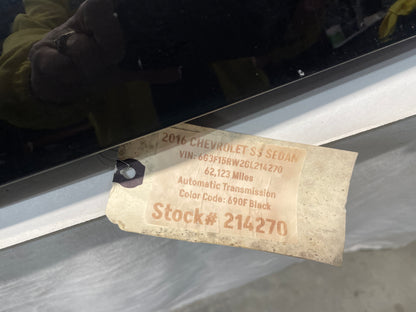 2016 CHEVROLET SS SEDAN
VIN: 6G3F15RW2GL214270
62,123 Miles
Automatic Transmission
Color Code: 690F Black
Stock# 214270